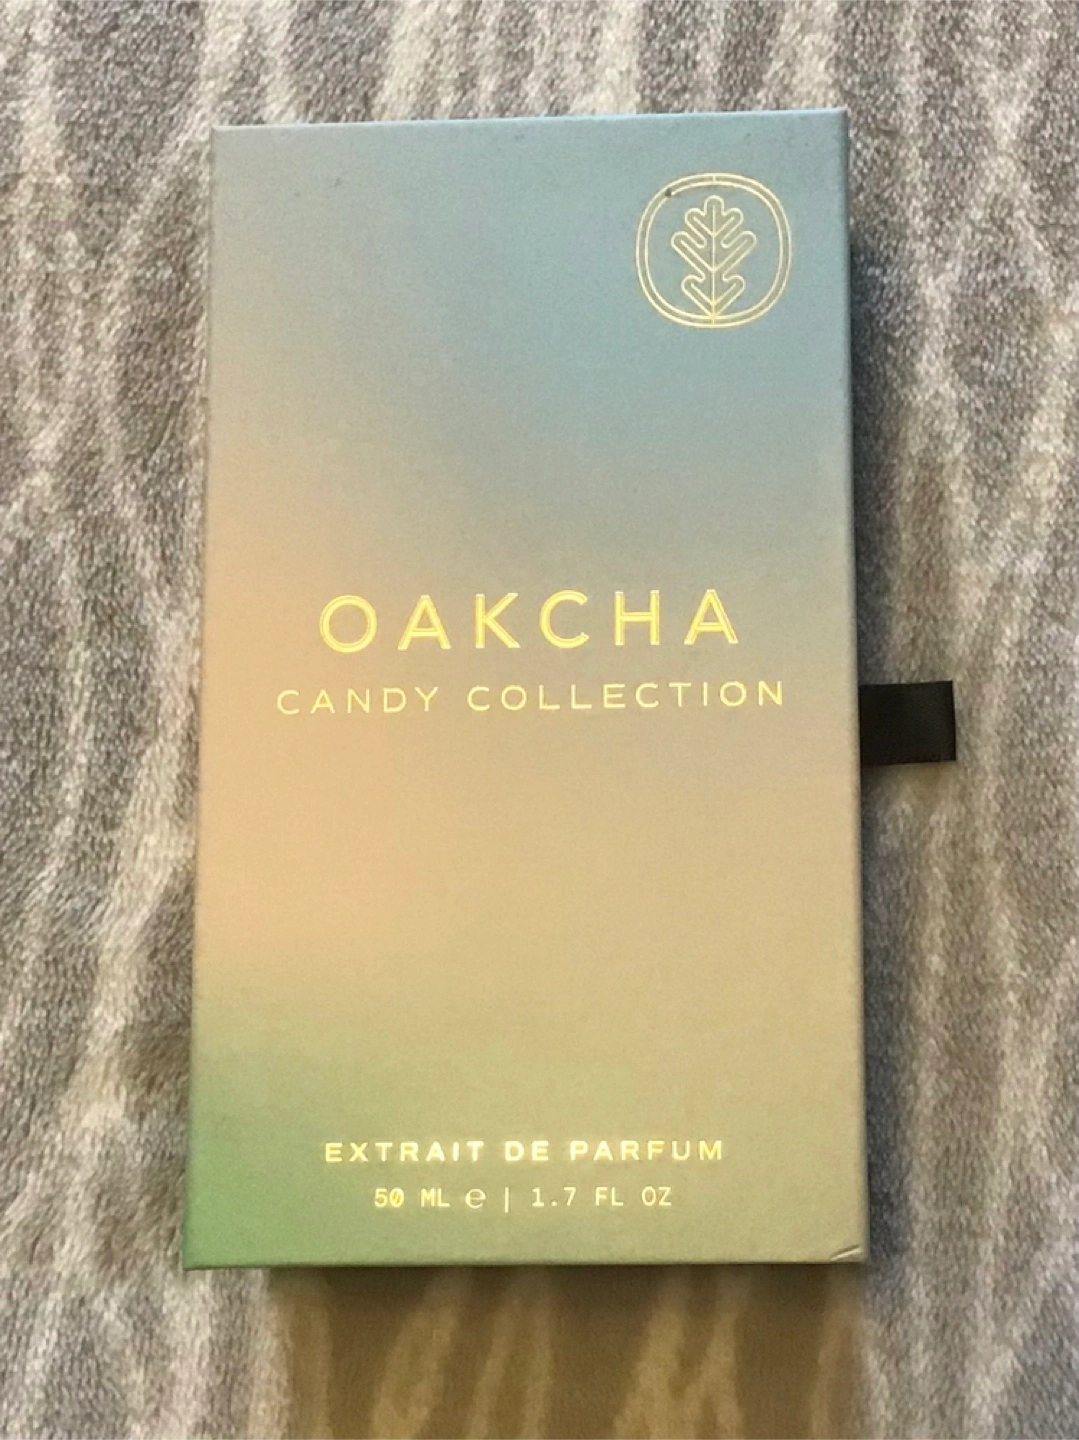 OAKCHA
CANDY COLLECTION
EXTRAIT DE PARFUM
50 ML ℮ | 1.7 FL OZ